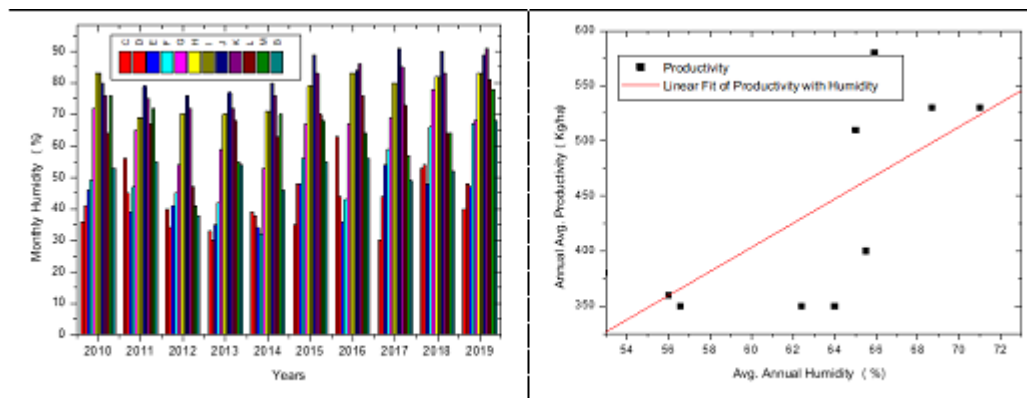 C D E F G H I J K L M B
Monthly Humidity ( %)
90
80
70
60
50
40
30
20
10
0
2010 2011 2012 2013 2014 2015 2016 2017 2018 2019
Years
Productivity
Linear Fit of Productivity with Humidity
Annual Avg. Productivity ( Kg/ha)
600
550
500
450
400
350
54 56 58 60 62 64 66 68 70 72
Avg. Annual Humidity ( %)